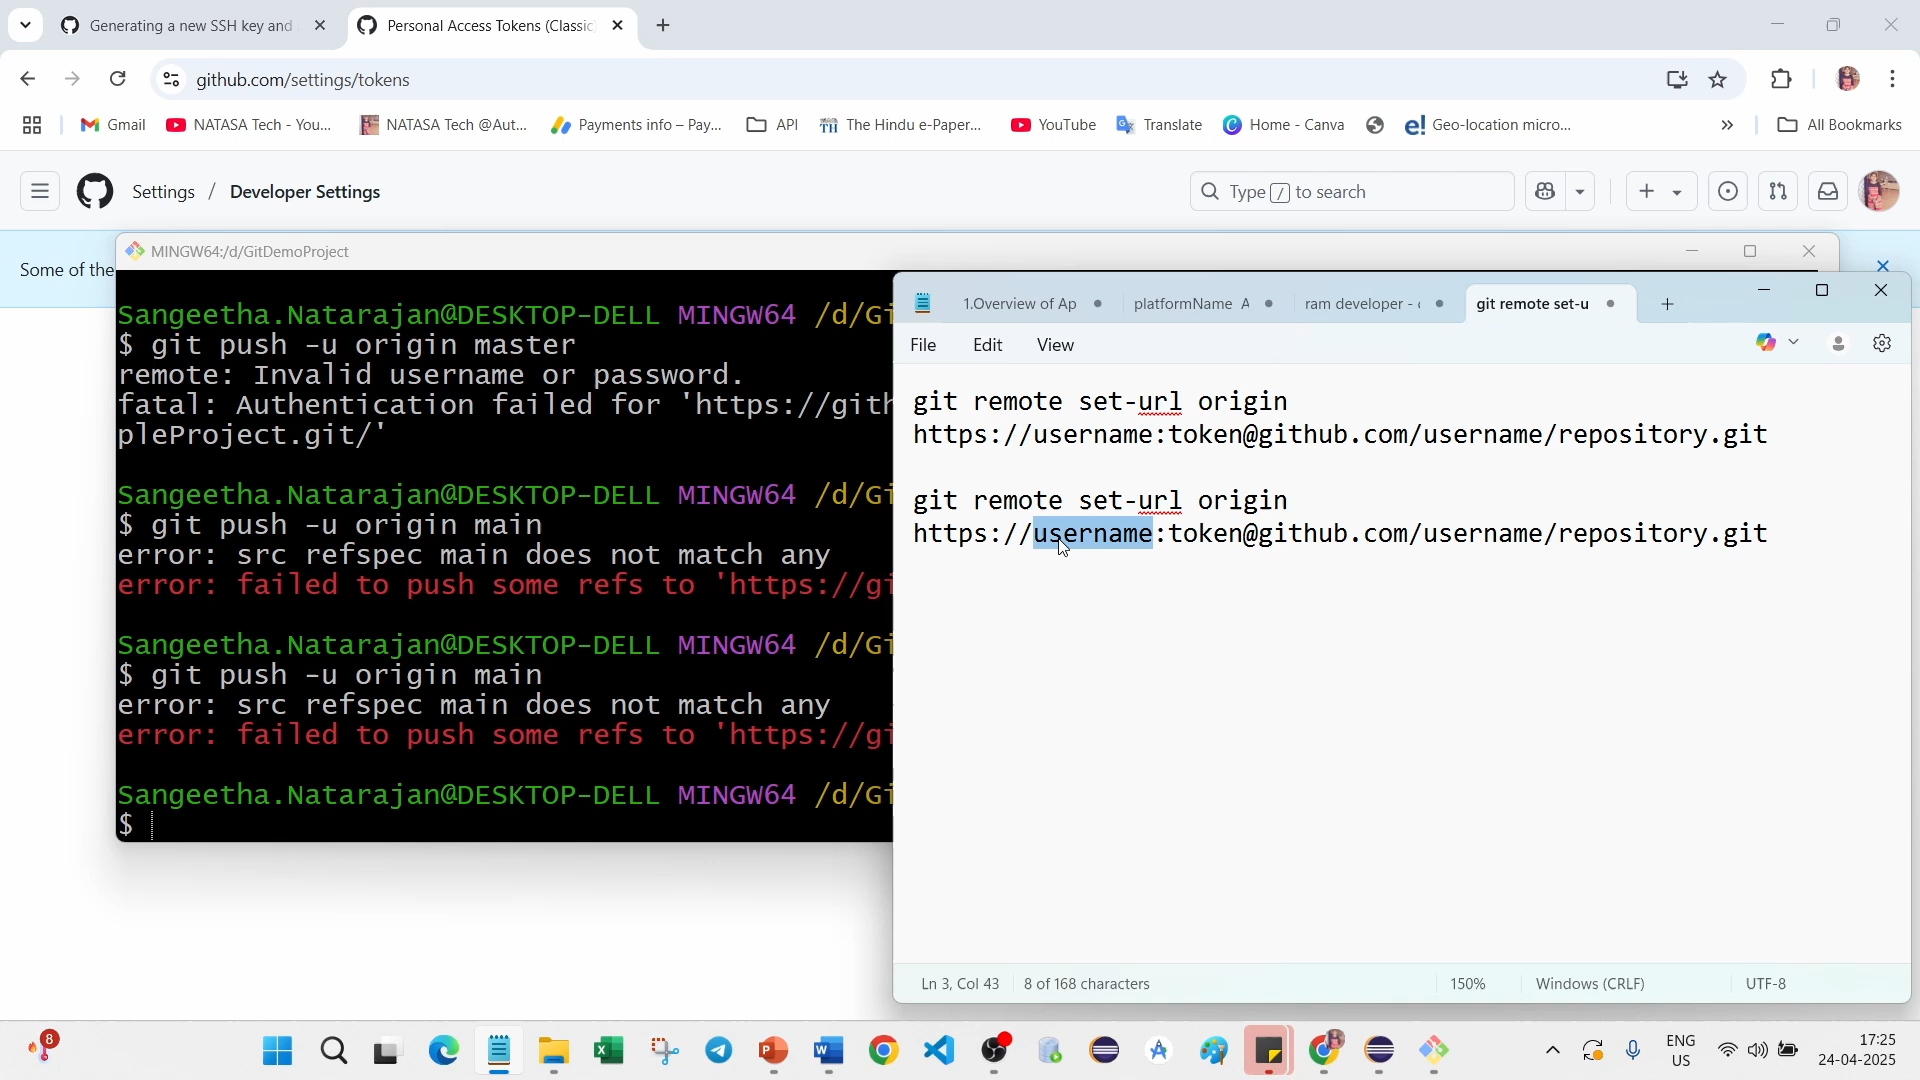 Generating a new SSH key and
Personal Access Tokens (Classic
github.com/settings/tokens
Gmail
NATASA Tech - You...
NATASA Tech @Aut...
Payments info – Pay...
API
The Hindu e-Paper...
YouTube
Translate
Home - Canva
Geo-location micro...
All Bookmarks
Settings / Developer Settings
Type / to search
Some of the
MINGW64:/d/GitDemoProject
Sangeetha.Natarajan@DESKTOP-DELL MINGW64 /d/Gi
$ git push -u origin master
remote: Invalid username or password.
fatal: Authentication failed for 'https://gith
pleProject.git/'
Sangeetha.Natarajan@DESKTOP-DELL MINGW64 /d/Gi
$ git push -u origin main
error: src refspec main does not match any
error: failed to push some refs to 'https://gi
Sangeetha.Natarajan@DESKTOP-DELL MINGW64 /d/Gi
$ git push -u origin main
error: src refspec main does not match any
error: failed to push some refs to 'https://gi
Sangeetha.Natarajan@DESKTOP-DELL MINGW64 /d/Gi
$
1.Overview of Ap
platformName A
ram developer -
git remote set-u
File Edit View
git remote set-url origin
https://username:token@github.com/username/repository.git
git remote set-url origin
https://username:token@github.com/username/repository.git
Ln 3, Col 43
8 of 168 characters
150%
Windows (CRLF)
UTF-8
8
ENG
US
17:25
24-04-2025